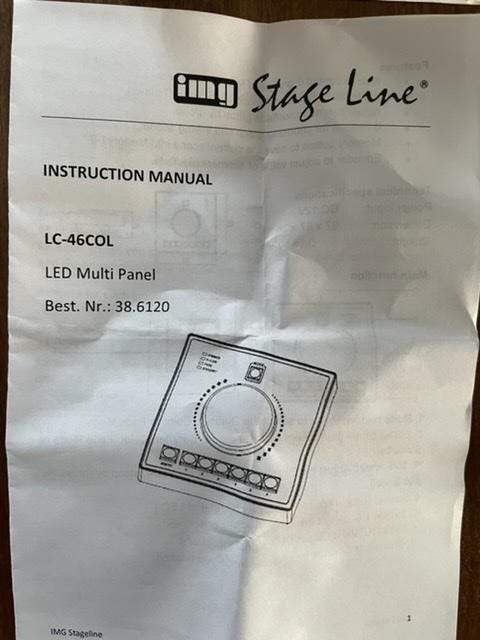 img Stage Line®
INSTRUCTION MANUAL
LC-46COL
LED Multi Panel
Best. Nr.: 38.6120
1
IMG Stageline